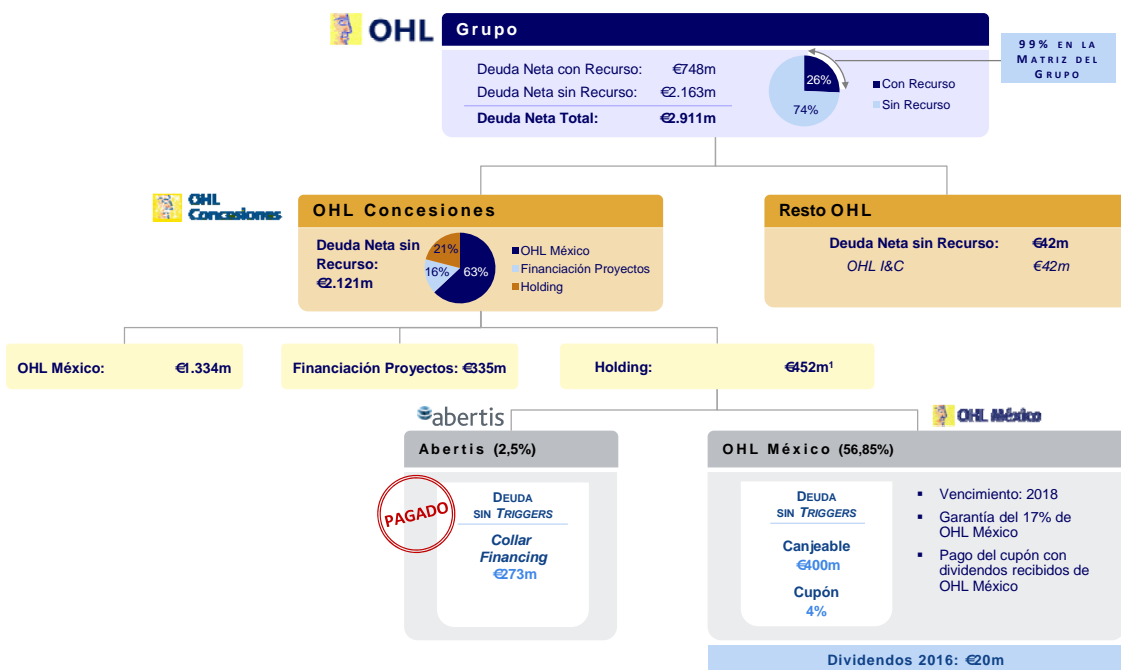 OHL
Grupo
99% EN LA
MATRIZ DEL
GRUPO
Deuda Neta con Recurso: €748m
Deuda Neta sin Recurso: €2.163m
Deuda Neta Total: €2.911m
26%
74%
Con Recurso
Sin Recurso
OHL
Concesiones
OHL Concesiones
Deuda Neta sin
Recurso:
€2.121m
21%
16%
63%
OHL México
Financiación Proyectos
Holding
Resto OHL
Deuda Neta sin Recurso: €42m
OHL I&C €42m
OHL México: €1.334m
Financiación Proyectos: €335m
Holding: €452m¹
abertis
OHL México
Abertis (2,5%)
PAGADO
DEUDA
SIN TRIGGERS
Collar
Financing
€273m
OHL México (56,85%)
DEUDA
SIN TRIGGERS
Canjeable
€400m
Cupón
4%
▪ Vencimiento: 2018
▪ Garantía del 17% de
OHL México
▪ Pago del cupón con
dividendos recibidos de
OHL México
Dividendos 2016: €20m